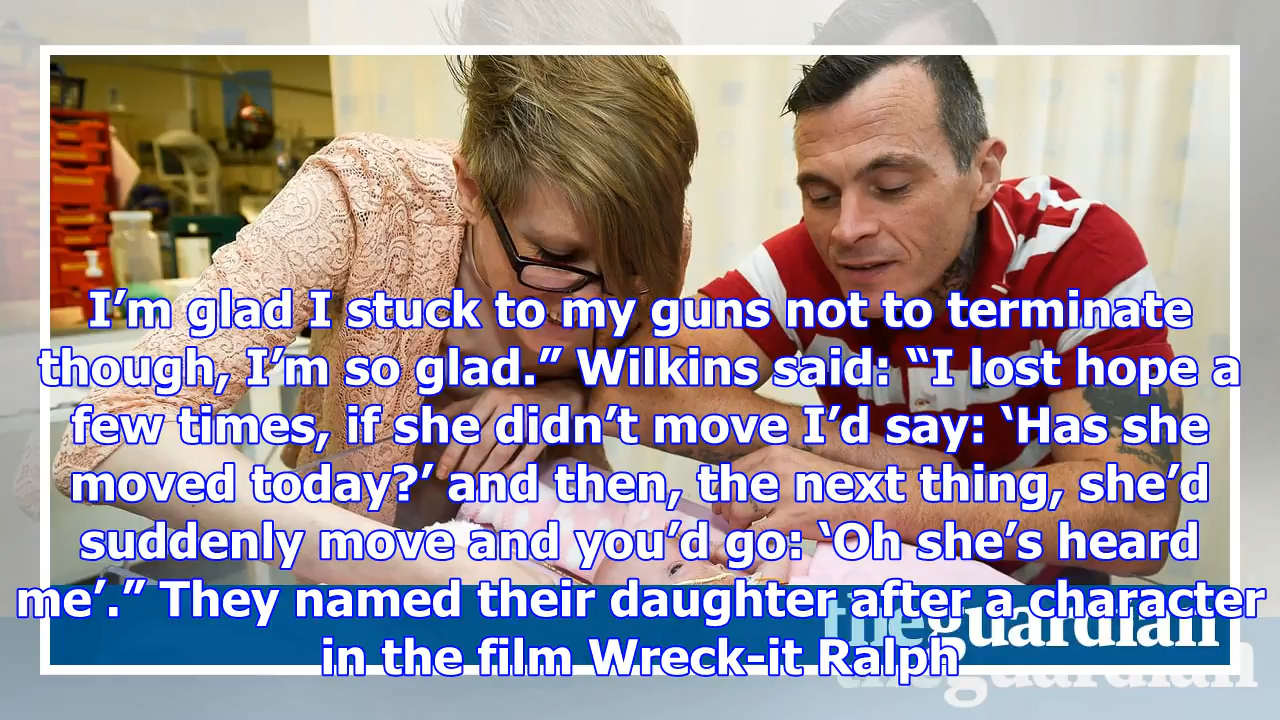 I’m glad I stuck to my guns not to terminate
though, I’m so glad.” Wilkins said: “I lost hope a
few times, if she didn’t move I’d say: ‘Has she
moved today?’ and then, the next thing, she’d
suddenly move and you’d go: ‘Oh she’s heard
me’.” They named their daughter after a character
in the film Wreck-it Ralph
theguardian
theguardian